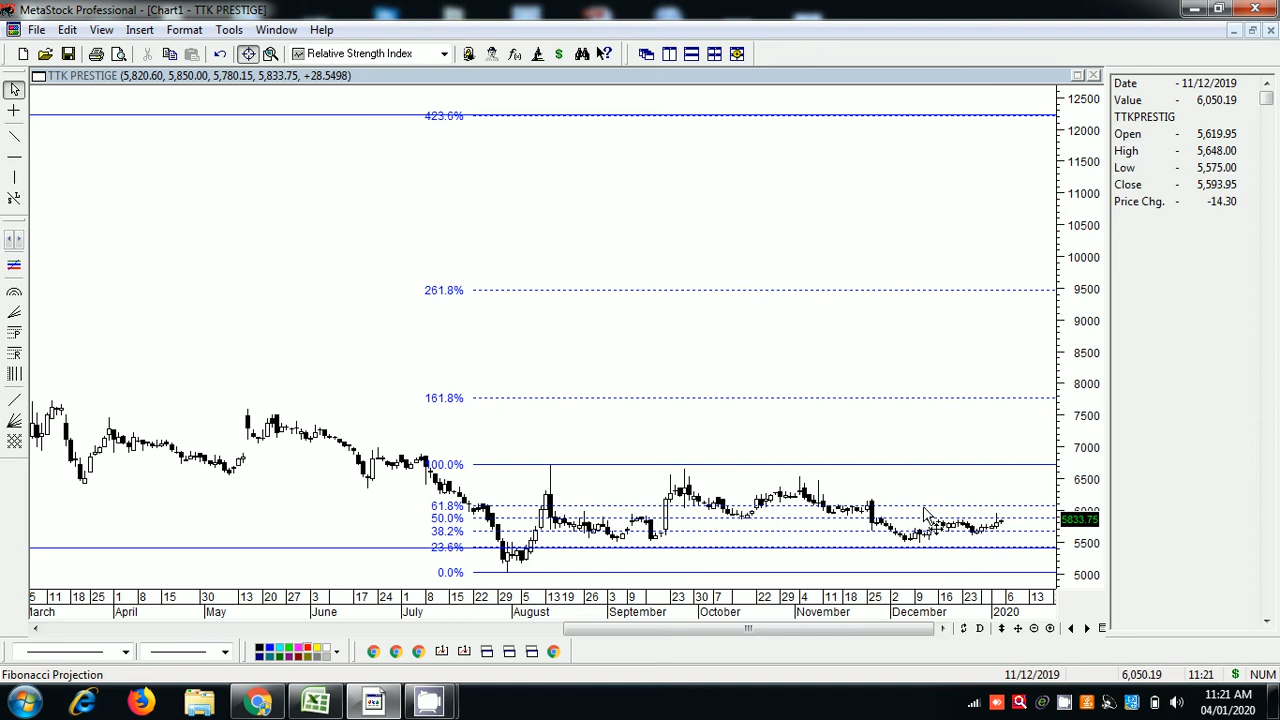 MetaStock Professional - [Chart1 - TTK PRESTIGE]
File Edit View Insert Format Tools Window Help
Relative Strength Index
TTK PRESTIGE (5,820.60, 5,850.00, 5,780.15, 5,833.75, +28.5498)
Date - 11/12/2019
Value - 6,050.19
TTKPRESTIG
Open - 5,619.95
High - 5,648.00
Low - 5,575.00
Close - 5,593.95
Price Chg. - -14.30
12500
12000
11500
11000
10500
10000
9500
9000
8500
8000
7500
7000
6500
6000
5833.75
5500
5000
423.6%
261.8%
161.8%
100.0%
61.8%
50.0%
38.2%
23.6%
0.0%
5 11 18 25 1 8 15 30 13 20 27 3 17 24 1 8 15 22 29 5 13 19 26 3 9 23 30 7 22 29 4 11 18 25 2 9 16 23 30 6 13
March April May June July August September October November December 2020
Fibonacci Projection
11/12/2019 6,050.19 11:21 $ NUM
11:21 AM
04/01/2020